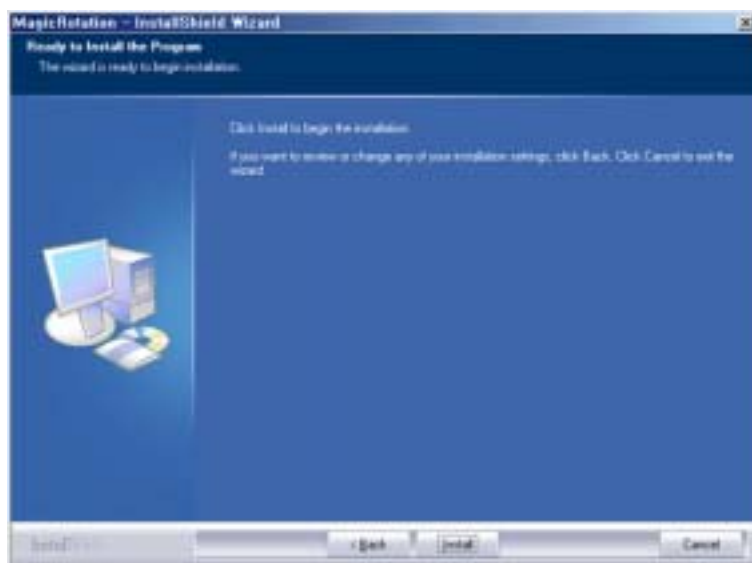 MagicRotation - InstallShield Wizard
Ready to Install the Program
The wizard is ready to begin installation.
Click Install to begin the installation.
If you want to review or change any of your installation settings, click Back. Click Cancel to exit the
wizard.
InstallShield
< Back
Install
Cancel